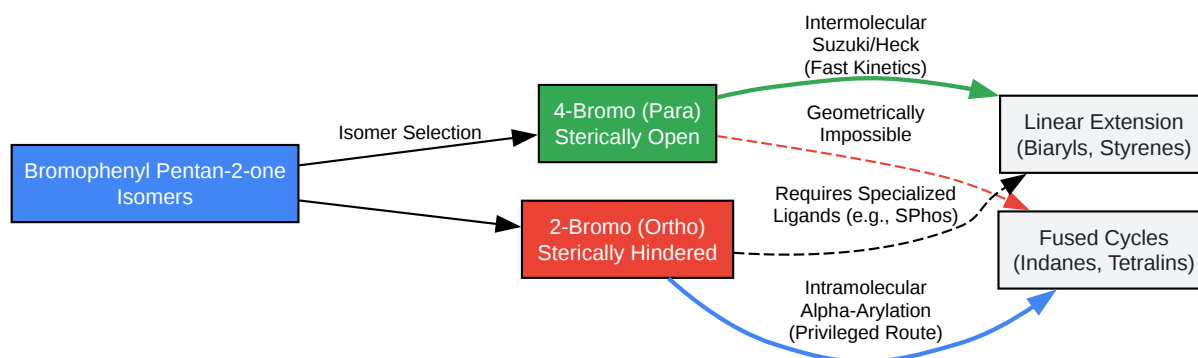 Bromophenyl Pentan-2-one
Isomers
Isomer Selection
4-Bromo (Para)
Sterically Open
2-Bromo (Ortho)
Sterically Hindered
Intermolecular
Suzuki/Heck
(Fast Kinetics)
Geometrically
Impossible
Requires Specialized
Ligands (e.g., SPhos)
Intramolecular
Alpha-Arylation
(Privileged Route)
Linear Extension
(Biaryls, Styrenes)
Fused Cycles
(Indanes, Tetralins)